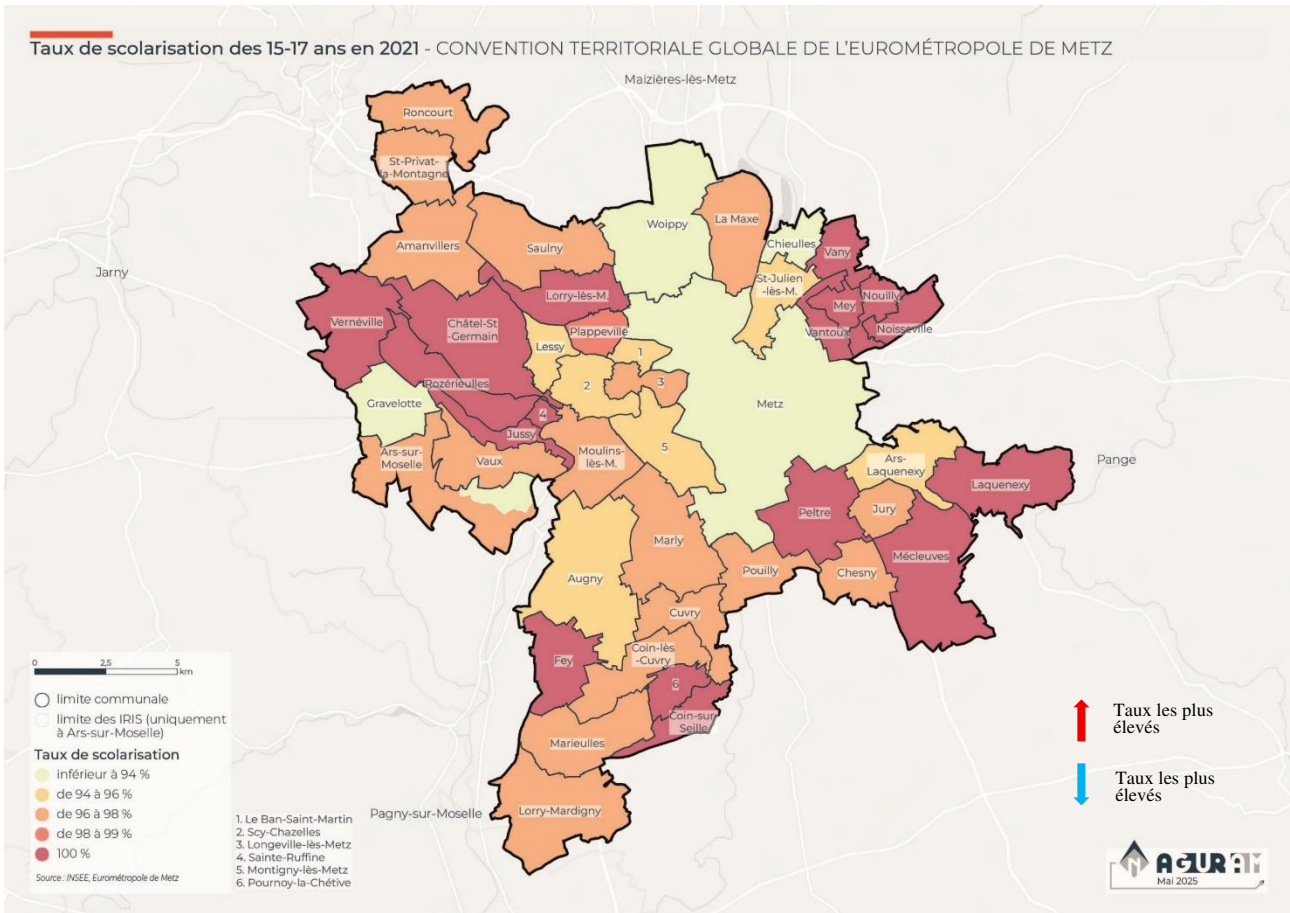 Taux de scolarisation des 15-17 ans en 2021 - CONVENTION TERRITORIALE GLOBALE DE L'EUROMÉTROPOLE DE METZ
Maizières-lès-Metz
Roncourt
St-Privat-
la-Montagne
Woippy
La Maxe
Amanvillers
Saulny
Chieulles
Vany
Jarny
St-Julien
-lès-M.
Lorry-lès-M.
Mey
Nouilly
Vernéville
Châtel-St
-Germain
Plappeville
Vantoux
Noisseville
Lessy
1
Rozérieulles
2
3
Gravelotte
Metz
4
Jussy
Ars-sur-
Moselle
Vaux
Moulins-
lès-M.
5
Ars-
Laquenexy
Pange
Laquenexy
Peltre
Jury
Marly
Mécleuves
Augny
Pouilly
Chesny
Cuvry
Coin-lès
-Cuvry
Fey
6
Coin-sur
Seille
Marieulles
Pagny-sur-Moselle
Lorry-Mardigny
0
2,5
5
km
limite communale
limite des IRIS (uniquement
à Ars-sur-Moselle)
Taux de scolarisation
inférieur à 94 %
de 94 à 96 %
de 96 à 98 %
de 98 à 99 %
100 %
Source : INSEE, Eurométropole de Metz
1. Le Ban-Saint-Martin
2. Scy-Chazelles
3. Longeville-lès-Metz
4. Sainte-Ruffine
5. Montigny-lès-Metz
6. Pournoy-la-Chétive
Taux les plus
élevés
Taux les plus
élevés
N
AGURAM
Mai 2025